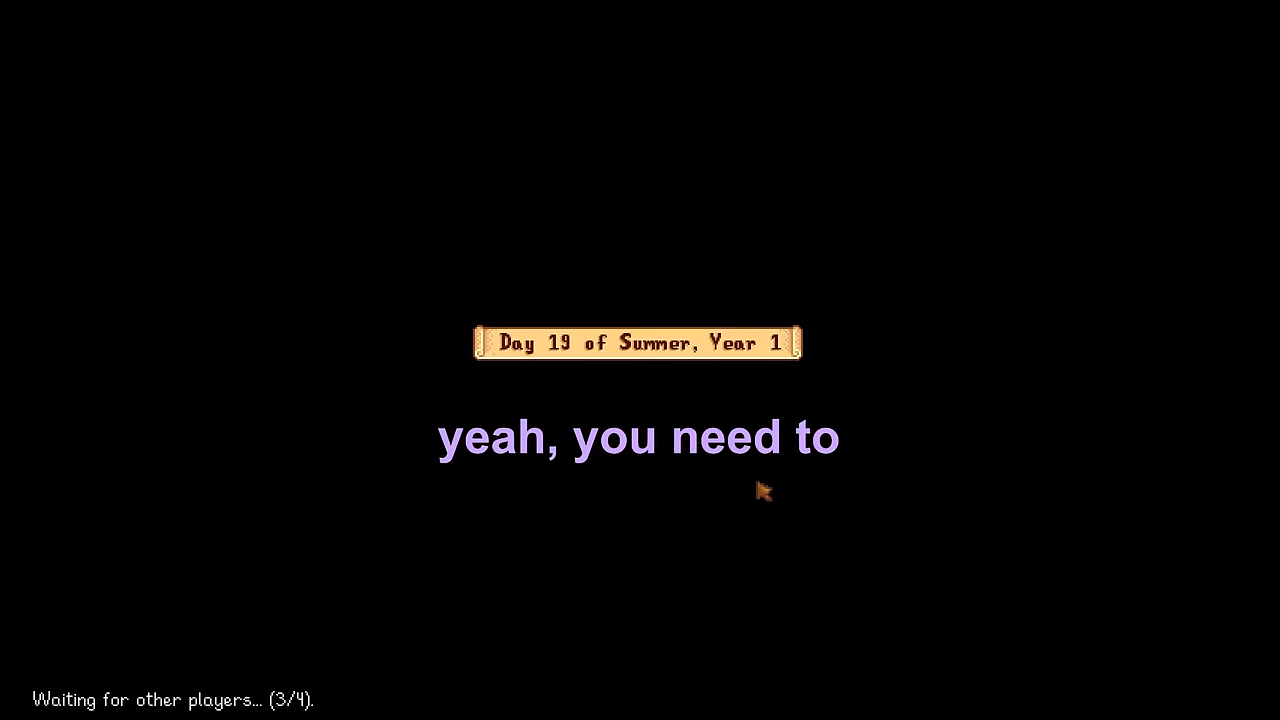 Day 19 of Summer, Year 1
yeah, you need to
Waiting for other players... (3/4).